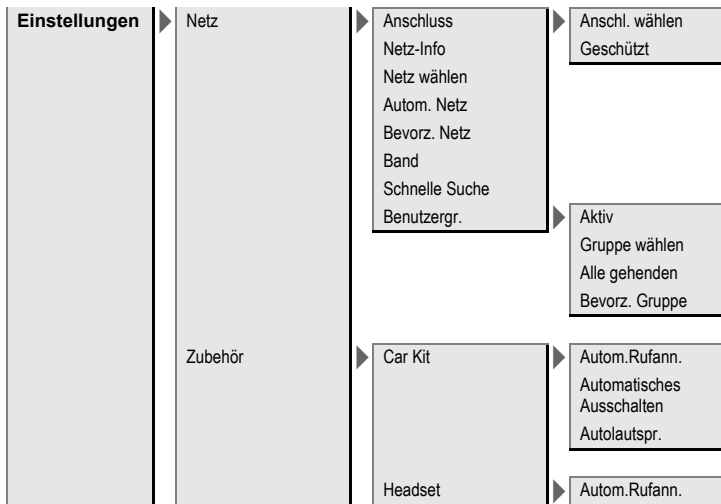 Einstellungen
Netz
Anschluss
Anschl. wählen
Geschützt
Netz-Info
Netz wählen
Autom. Netz
Bevorz. Netz
Band
Schnelle Suche
Benutzergr.
Aktiv
Gruppe wählen
Alle gehenden
Bevorz. Gruppe
Zubehör
Car Kit
Autom.Rufann.
Automatisches
Ausschalten
Autolautspr.
Headset
Autom.Rufann.